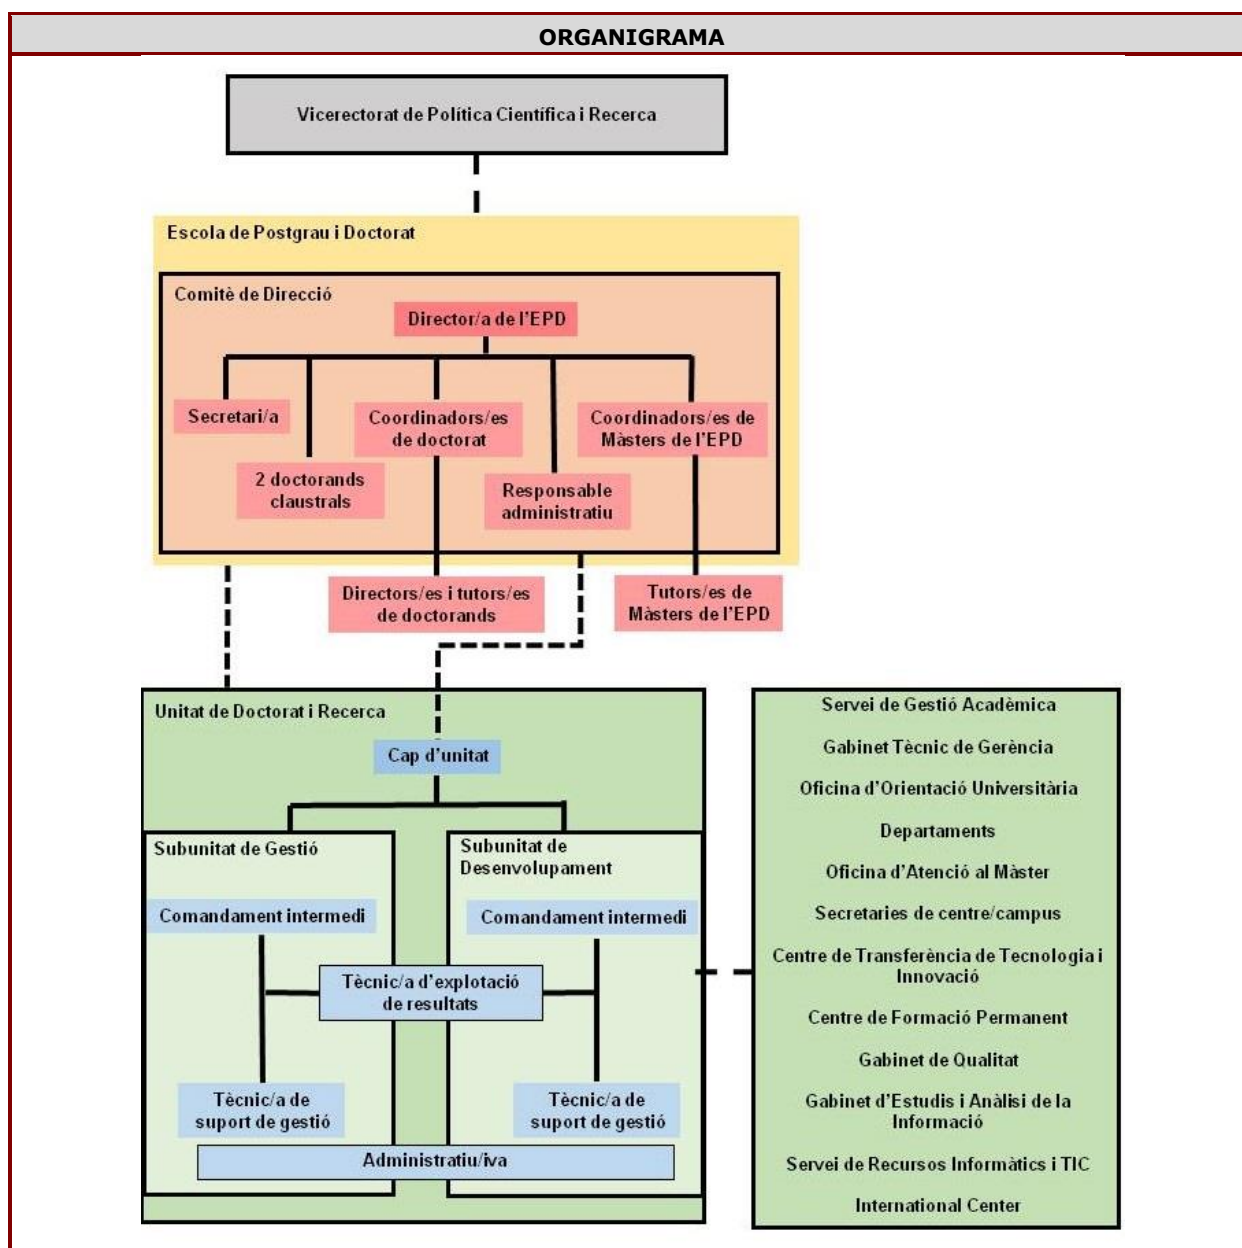 ORGANIGRAMA
Vicerectorat de Política Científica i Recerca
Escola de Postgrau i Doctorat
Comitè de Direcció
Director/a de l'EPD
Secretari/a
2 doctorands
claustrals
Coordinadors/es
de doctorat
Responsable
administratiu
Coordinadors/es de
Màsters de l'EPD
Directors/es i tutors/es
de doctorands
Tutors/es de
Màsters de l'EPD
Unitat de Doctorat i Recerca
Cap d'unitat
Subunitat de Gestió
Comandament intermedi
Subunitat de
Desenvolupament
Comandament intermedi
Tècnic/a d'explotació
de resultats
Tècnic/a de
suport de gestió
Tècnic/a de
suport de gestió
Administratiu/iva
Servei de Gestió Acadèmica
Gabinet Tècnic de Gerència
Oficina d'Orientació Universitària
Departaments
Oficina d'Atenció al Màster
Secretaries de centre/campus
Centre de Transferència de Tecnologia i
Innovació
Centre de Formació Permanent
Gabinet de Qualitat
Gabinet d'Estudis i Anàlisi de la
Informació
Servei de Recursos Informàtics i TIC
International Center